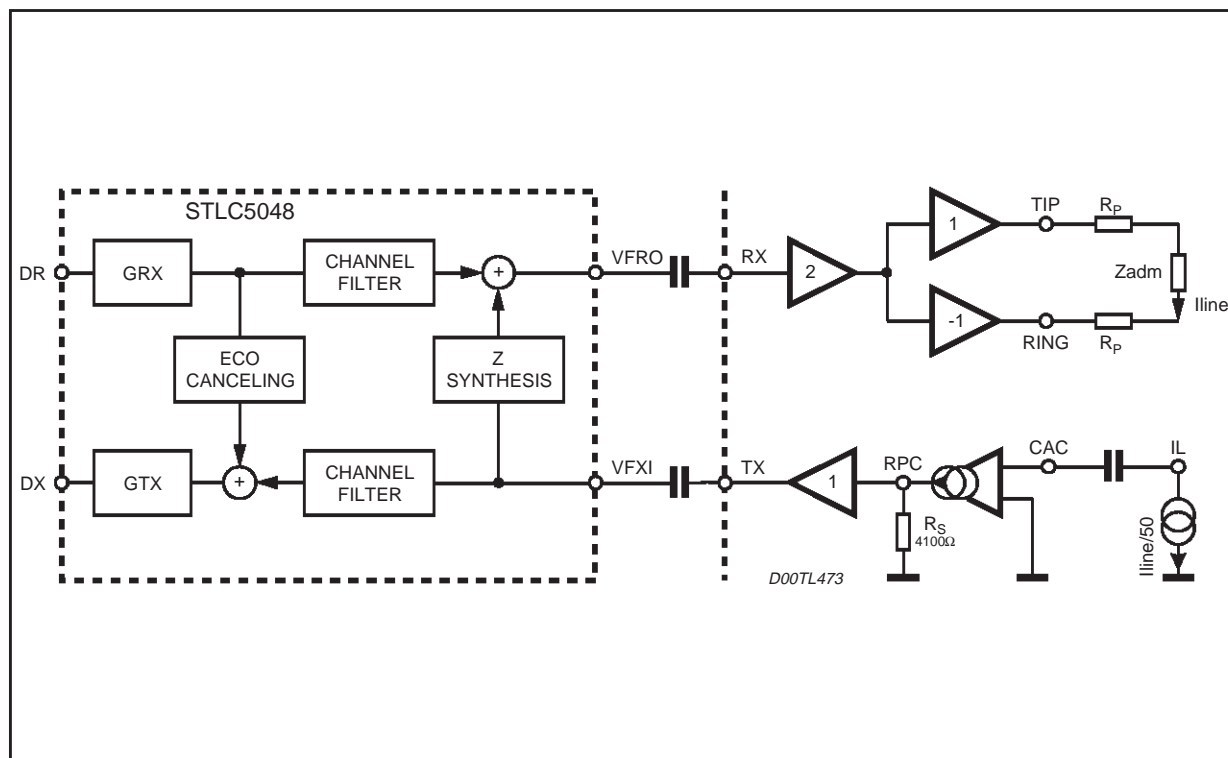 STLC5048
DR
GRX
CHANNEL
FILTER
+
VFRO
RX
2
1
-1
TIP
RP
Zadm
Iline
RING
RP
ECO
CANCELING
Z
SYNTHESIS
DX
GTX
+
CHANNEL
FILTER
VFXI
TX
1
RPC
RS
4100Ω
CAC
IL
Iline/50
D00TL473